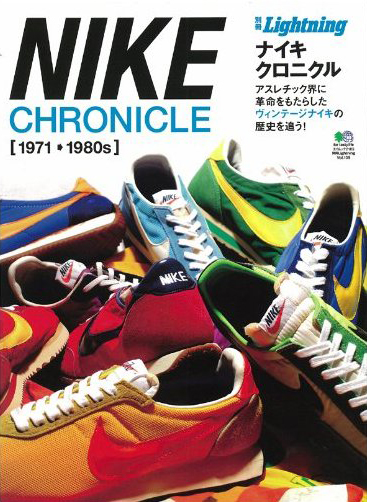 NIKE
CHRONICLE
[1971➧1980s]
別冊 Lightning
ナイキ
クロニクル
アスレチック界に
革命をもたらした
ヴィンテージナイキの
歴史を追う!
NIKE
NIKE